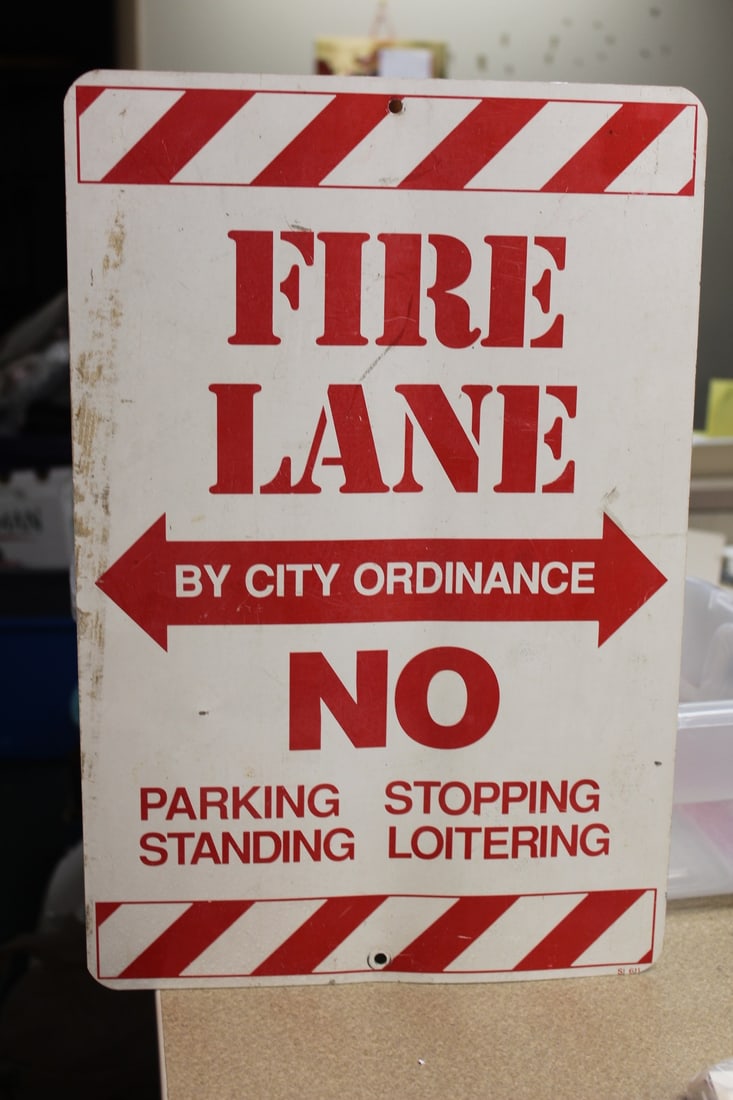 FIRE
LANE
BY CITY ORDINANCE
NO
PARKING STOPPING
STANDING LOITERING